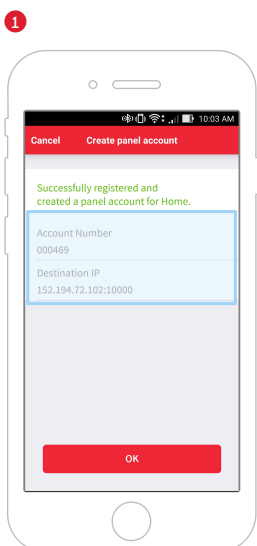 1
10:03 AM
Cancel Create panel account
Successfully registered and
created a panel account for Home.
Account Number
000469
Destination IP
152.194.72.102:10000
OK